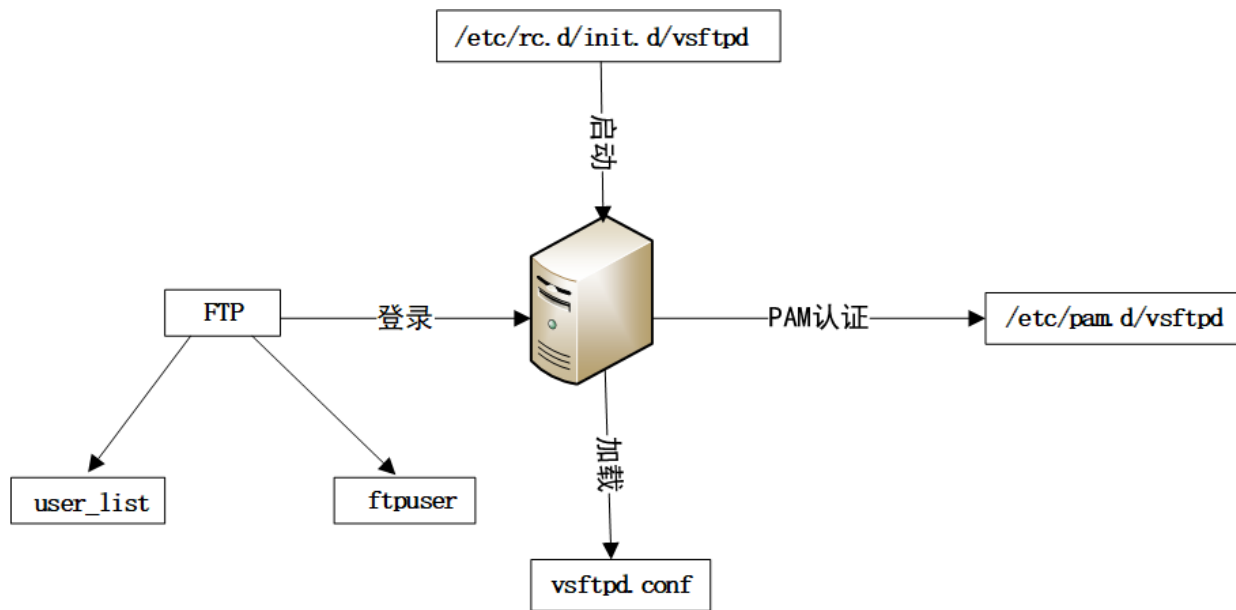 /etc/rc.d/init.d/vsftpd
启动
FTP
登录
PAM认证
/etc/pam.d/vsftpd
加载
user_list
ftpuser
vsftpd.conf